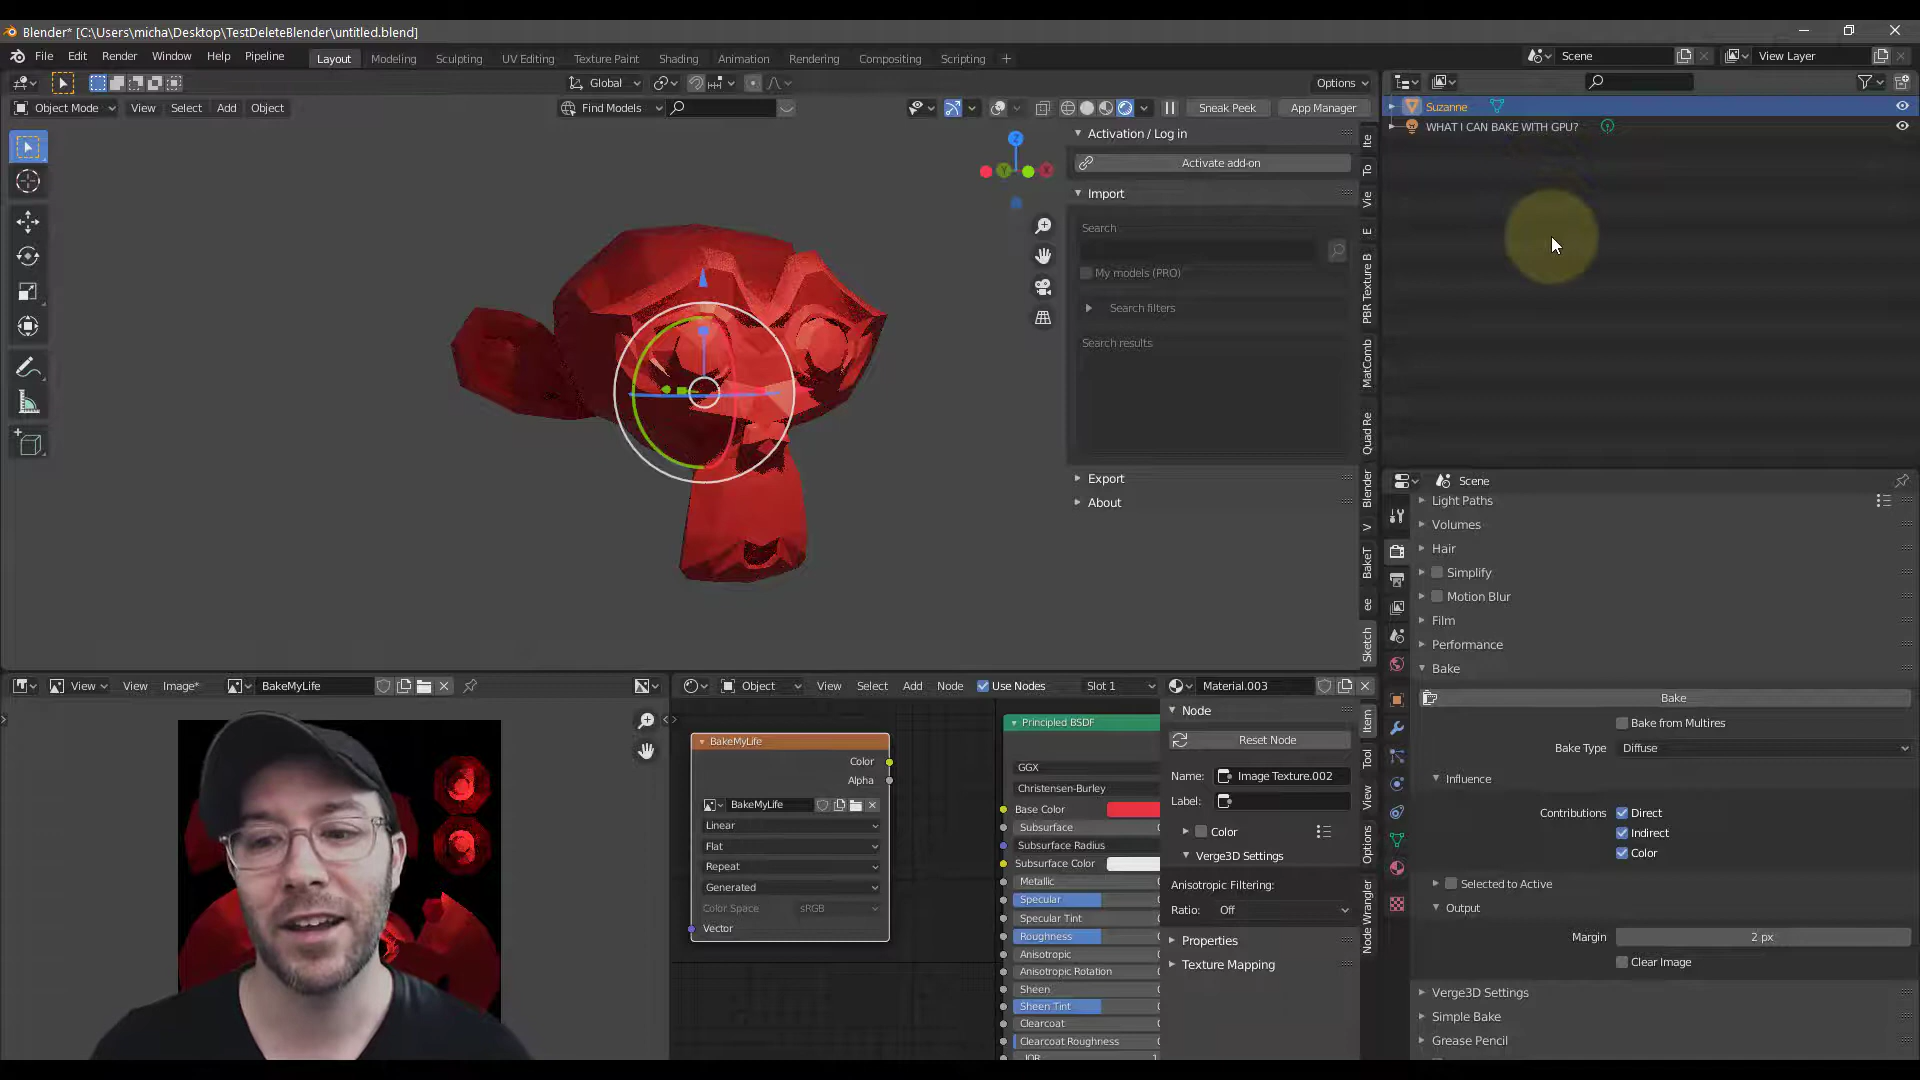 Blender* [C:\Users\micha\Desktop\TestDeleteBlender\untitled.blend]
File Edit Render Window Help Pipeline Layout Modeling Sculpting UV Editing Texture Paint Shading Animation Rendering Compositing Scripting + Scene View Layer
Global Options
Object Mode View Select Add Object Find Models Sneak Peek App Manager
Suzanne
WHAT I CAN BAKE WITH GPU?
Z
Y
X
Activation / Log in
Activate add-on
Import
Search
My models (PRO)
Search filters
Search results
Export
About
Ite
To
Vie
E
PBR Texture B
MatComb
Quad Re
Blender
V
BakeT
ee
Sketch
Scene
Light Paths
Volumes
Hair
Simplify
Motion Blur
Film
Performance
Bake
Bake
Bake from Multires
Bake Type Diffuse
Influence
Contributions Direct
Indirect
Color
Selected to Active
Output
Margin 2 px
Clear Image
Verge3D Settings
Simple Bake
Grease Pencil
View View Image* BakeMyLife
Object View Select Add Node Use Nodes Slot 1 Material.003
BakeMyLife
Color
Alpha
BakeMyLife
Linear
Flat
Repeat
Generated
Color Space sRGB
Vector
Principled BSDF
GGX
Christensen-Burley
Base Color
Subsurface
Subsurface Radius
Subsurface Color
Metallic
Specular
Specular Tint
Roughness
Anisotropic
Anisotropic Rotation
Sheen
Sheen Tint
Clearcoat
Clearcoat Roughness
IOR
Node
Reset Node
Name: Image Texture.002
Label:
Color
Verge3D Settings
Anisotropic Filtering:
Ratio: Off
Properties
Texture Mapping
Item
Tool
View
Options
Node Wrangler